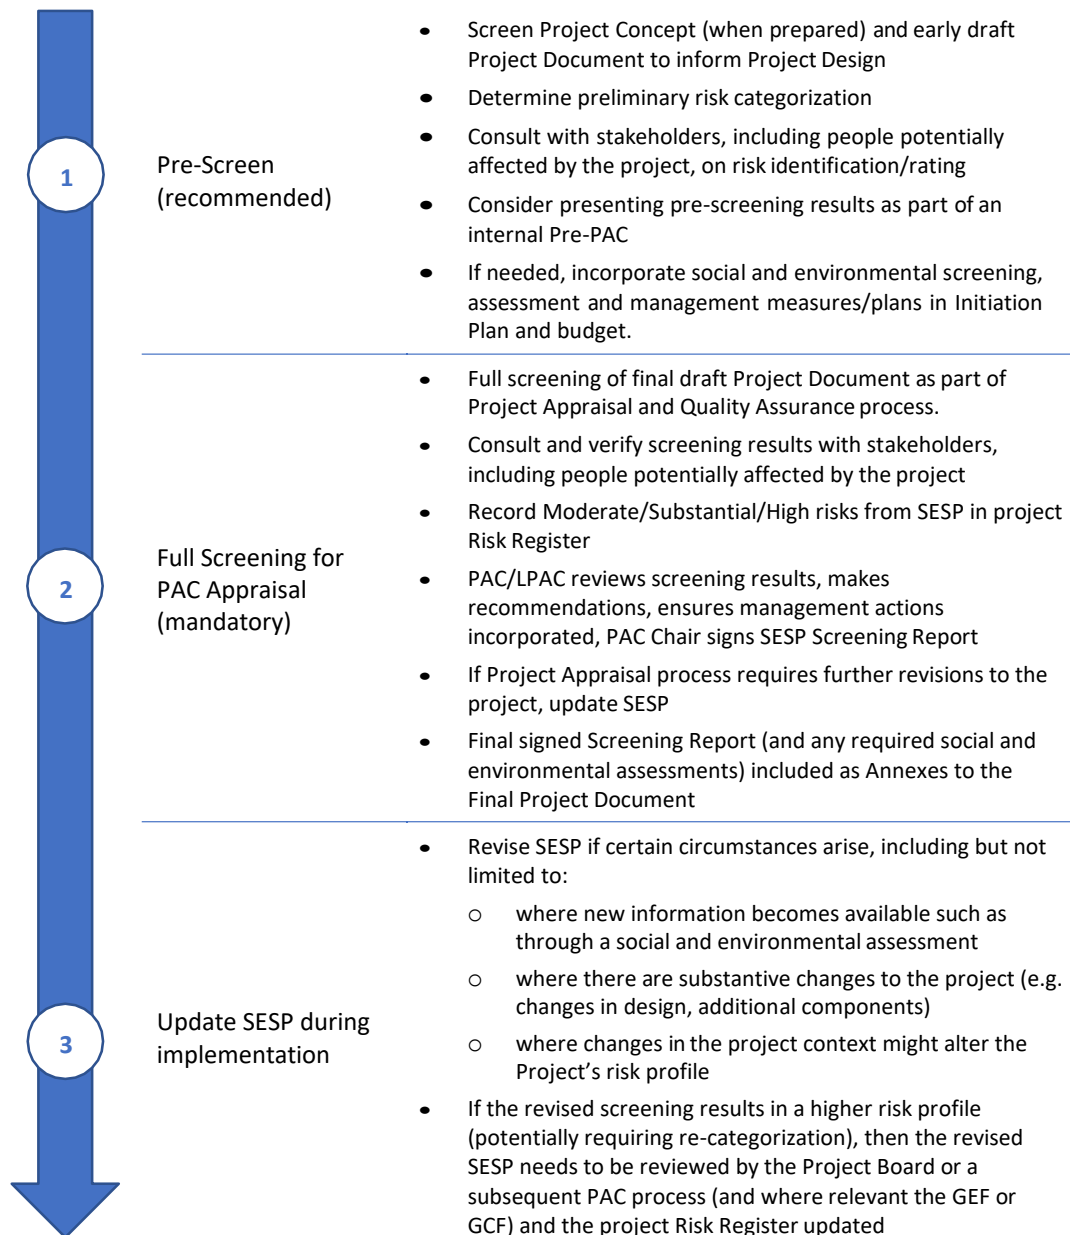 1
Pre-Screen
(recommended)
• Screen Project Concept (when prepared) and early draft
Project Document to inform Project Design
• Determine preliminary risk categorization
• Consult with stakeholders, including people potentially
affected by the project, on risk identification/rating
• Consider presenting pre-screening results as part of an
internal Pre-PAC
• If needed, incorporate social and environmental screening,
assessment and management measures/plans in Initiation
Plan and budget.
2
Full Screening for
PAC Appraisal
(mandatory)
• Full screening of final draft Project Document as part of
Project Appraisal and Quality Assurance process.
• Consult and verify screening results with stakeholders,
including people potentially affected by the project
• Record Moderate/Substantial/High risks from SESP in project
Risk Register
• PAC/LPAC reviews screening results, makes
recommendations, ensures management actions
incorporated, PAC Chair signs SESP Screening Report
• If Project Appraisal process requires further revisions to the
project, update SESP
• Final signed Screening Report (and any required social and
environmental assessments) included as Annexes to the
Final Project Document
3
Update SESP during
implementation
• Revise SESP if certain circumstances arise, including but not
limited to:
o where new information becomes available such as
through a social and environmental assessment
o where there are substantive changes to the project (e.g.
changes in design, additional components)
o where changes in the project context might alter the
Project’s risk profile
• If the revised screening results in a higher risk profile
(potentially requiring re-categorization), then the revised
SESP needs to be reviewed by the Project Board or a
subsequent PAC process (and where relevant the GEF or
GCF) and the project Risk Register updated